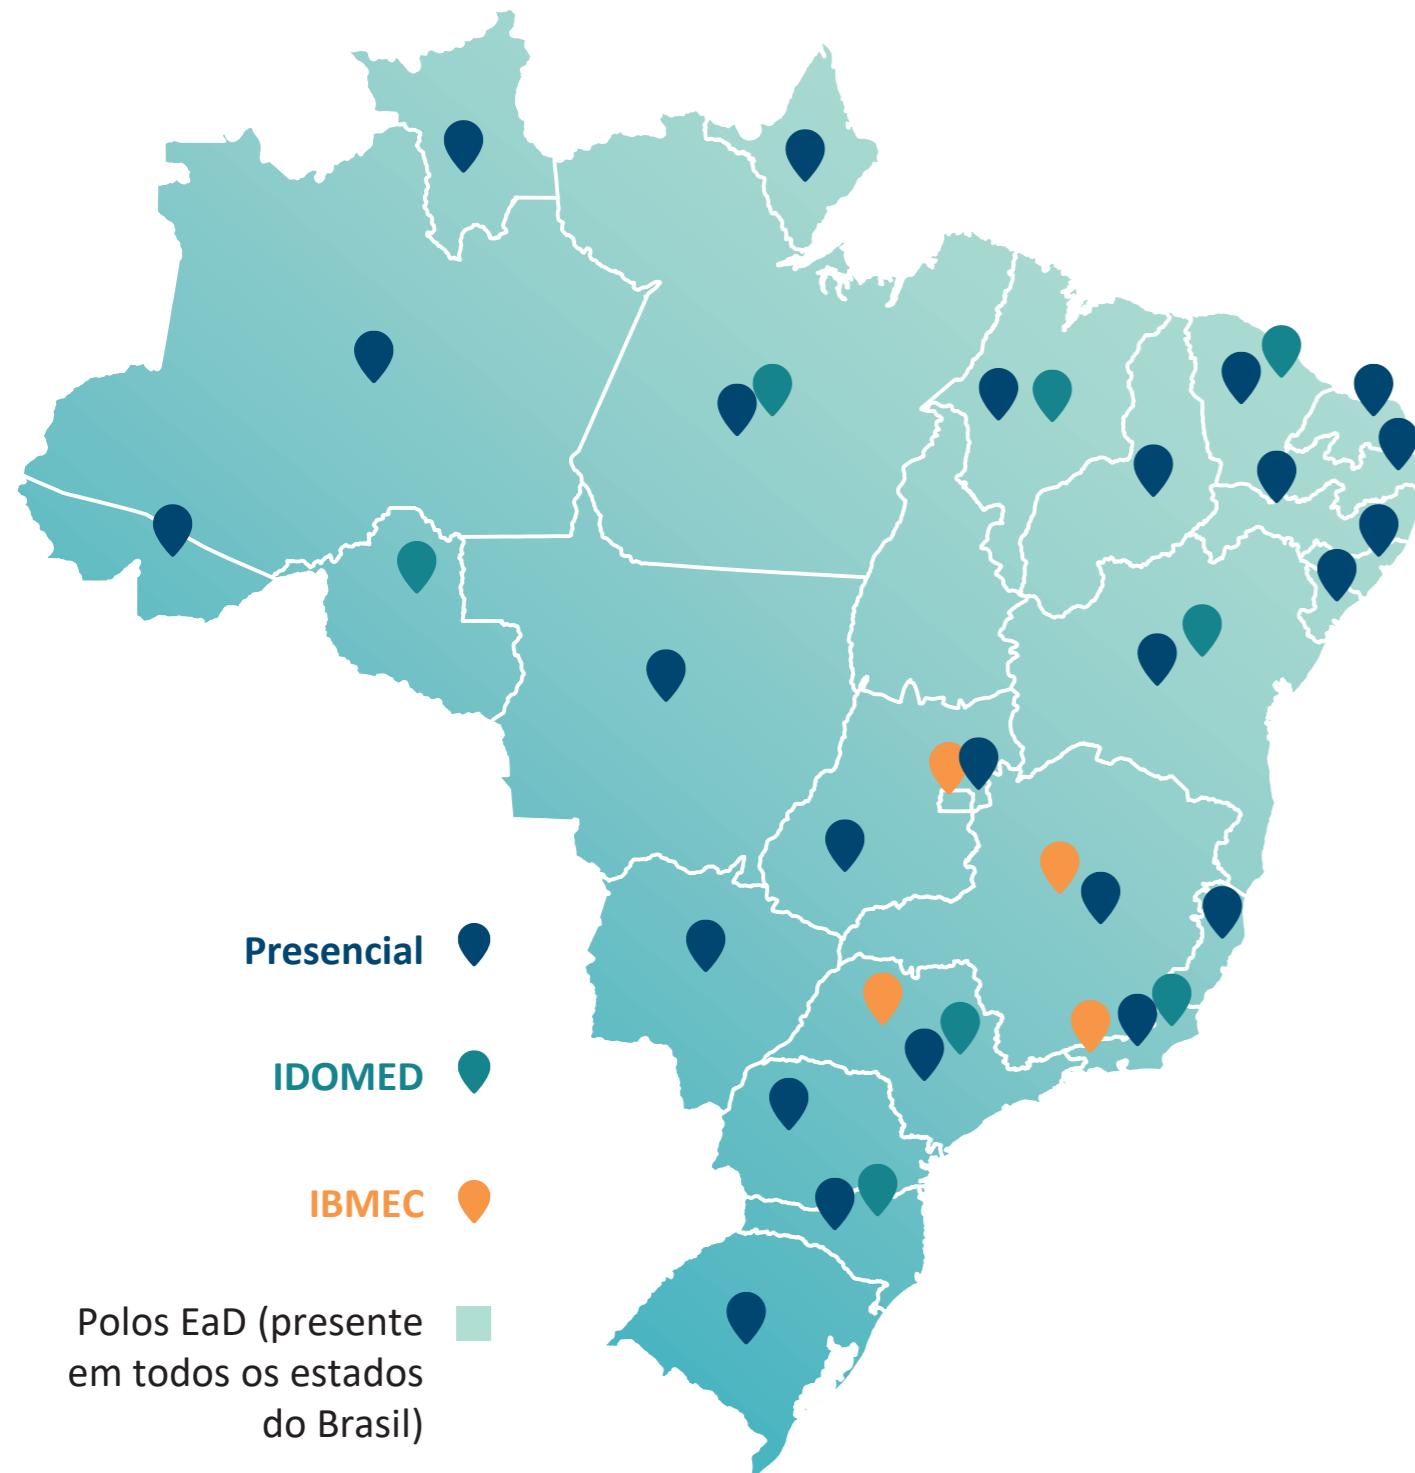 Presencial
IDOMED
IBMEC
Polos EaD (presente
em todos os estados
do Brasil)